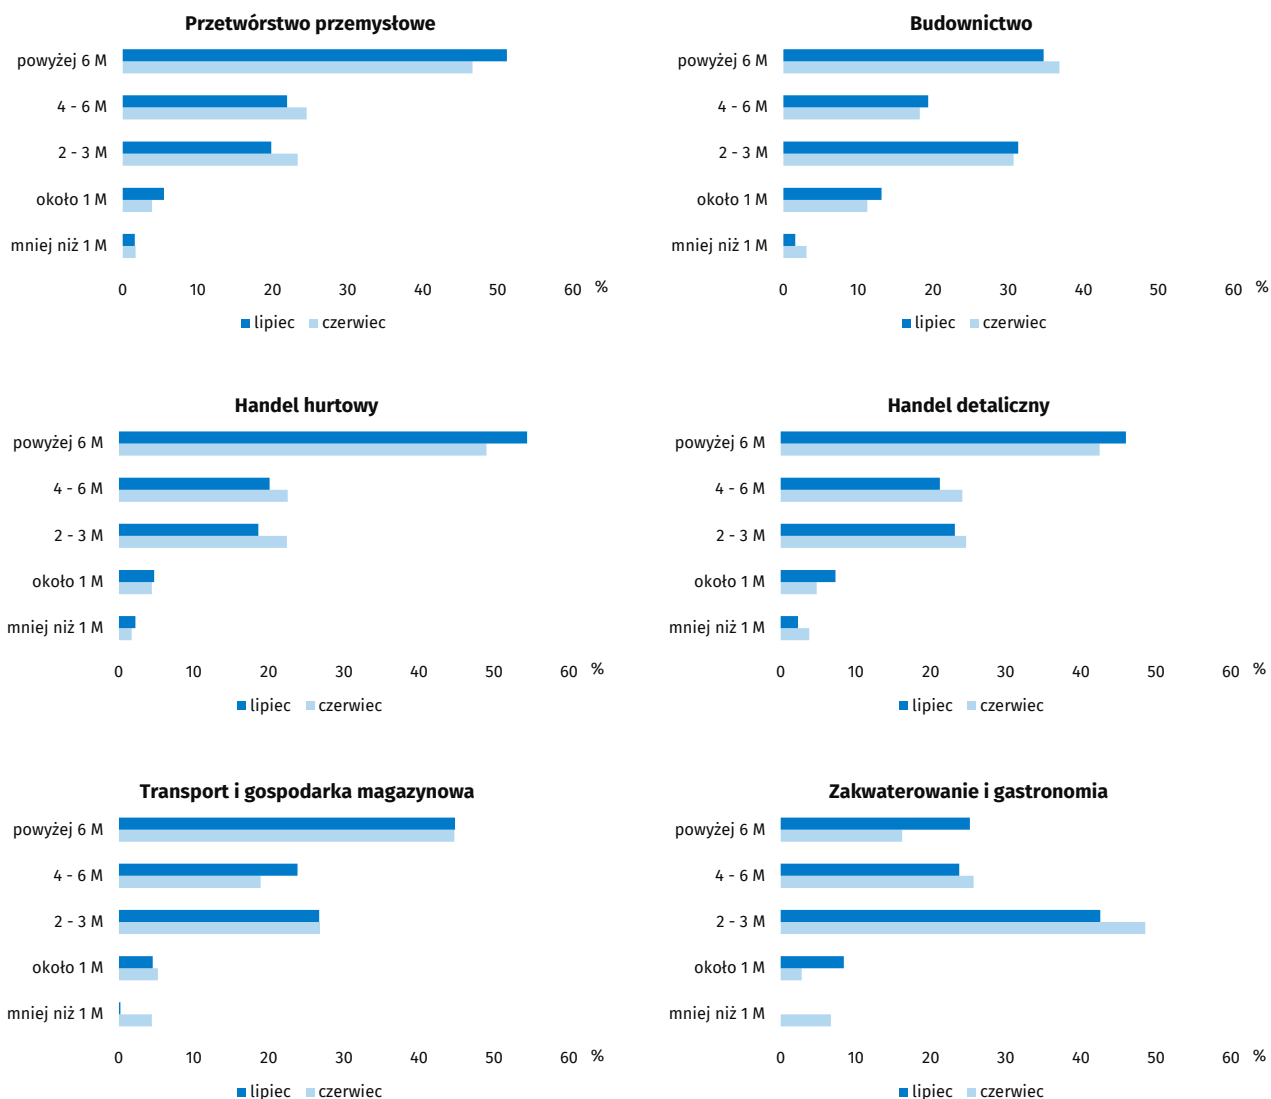 Przetwórstwo przemysłowe
powyżej 6 M
4 - 6 M
2 - 3 M
około 1 M
mniej niż 1 M
0 10 20 30 40 50 60 %
lipiec czerwiec
Budownictwo
powyżej 6 M
4 - 6 M
2 - 3 M
około 1 M
mniej niż 1 M
0 10 20 30 40 50 60 %
lipiec czerwiec
Handel hurtowy
powyżej 6 M
4 - 6 M
2 - 3 M
około 1 M
mniej niż 1 M
0 10 20 30 40 50 60 %
lipiec czerwiec
Handel detaliczny
powyżej 6 M
4 - 6 M
2 - 3 M
około 1 M
mniej niż 1 M
0 10 20 30 40 50 60 %
lipiec czerwiec
Transport i gospodarka magazynowa
powyżej 6 M
4 - 6 M
2 - 3 M
około 1 M
mniej niż 1 M
0 10 20 30 40 50 60 %
lipiec czerwiec
Zakwaterowanie i gastronomia
powyżej 6 M
4 - 6 M
2 - 3 M
około 1 M
mniej niż 1 M
0 10 20 30 40 50 60 %
lipiec czerwiec